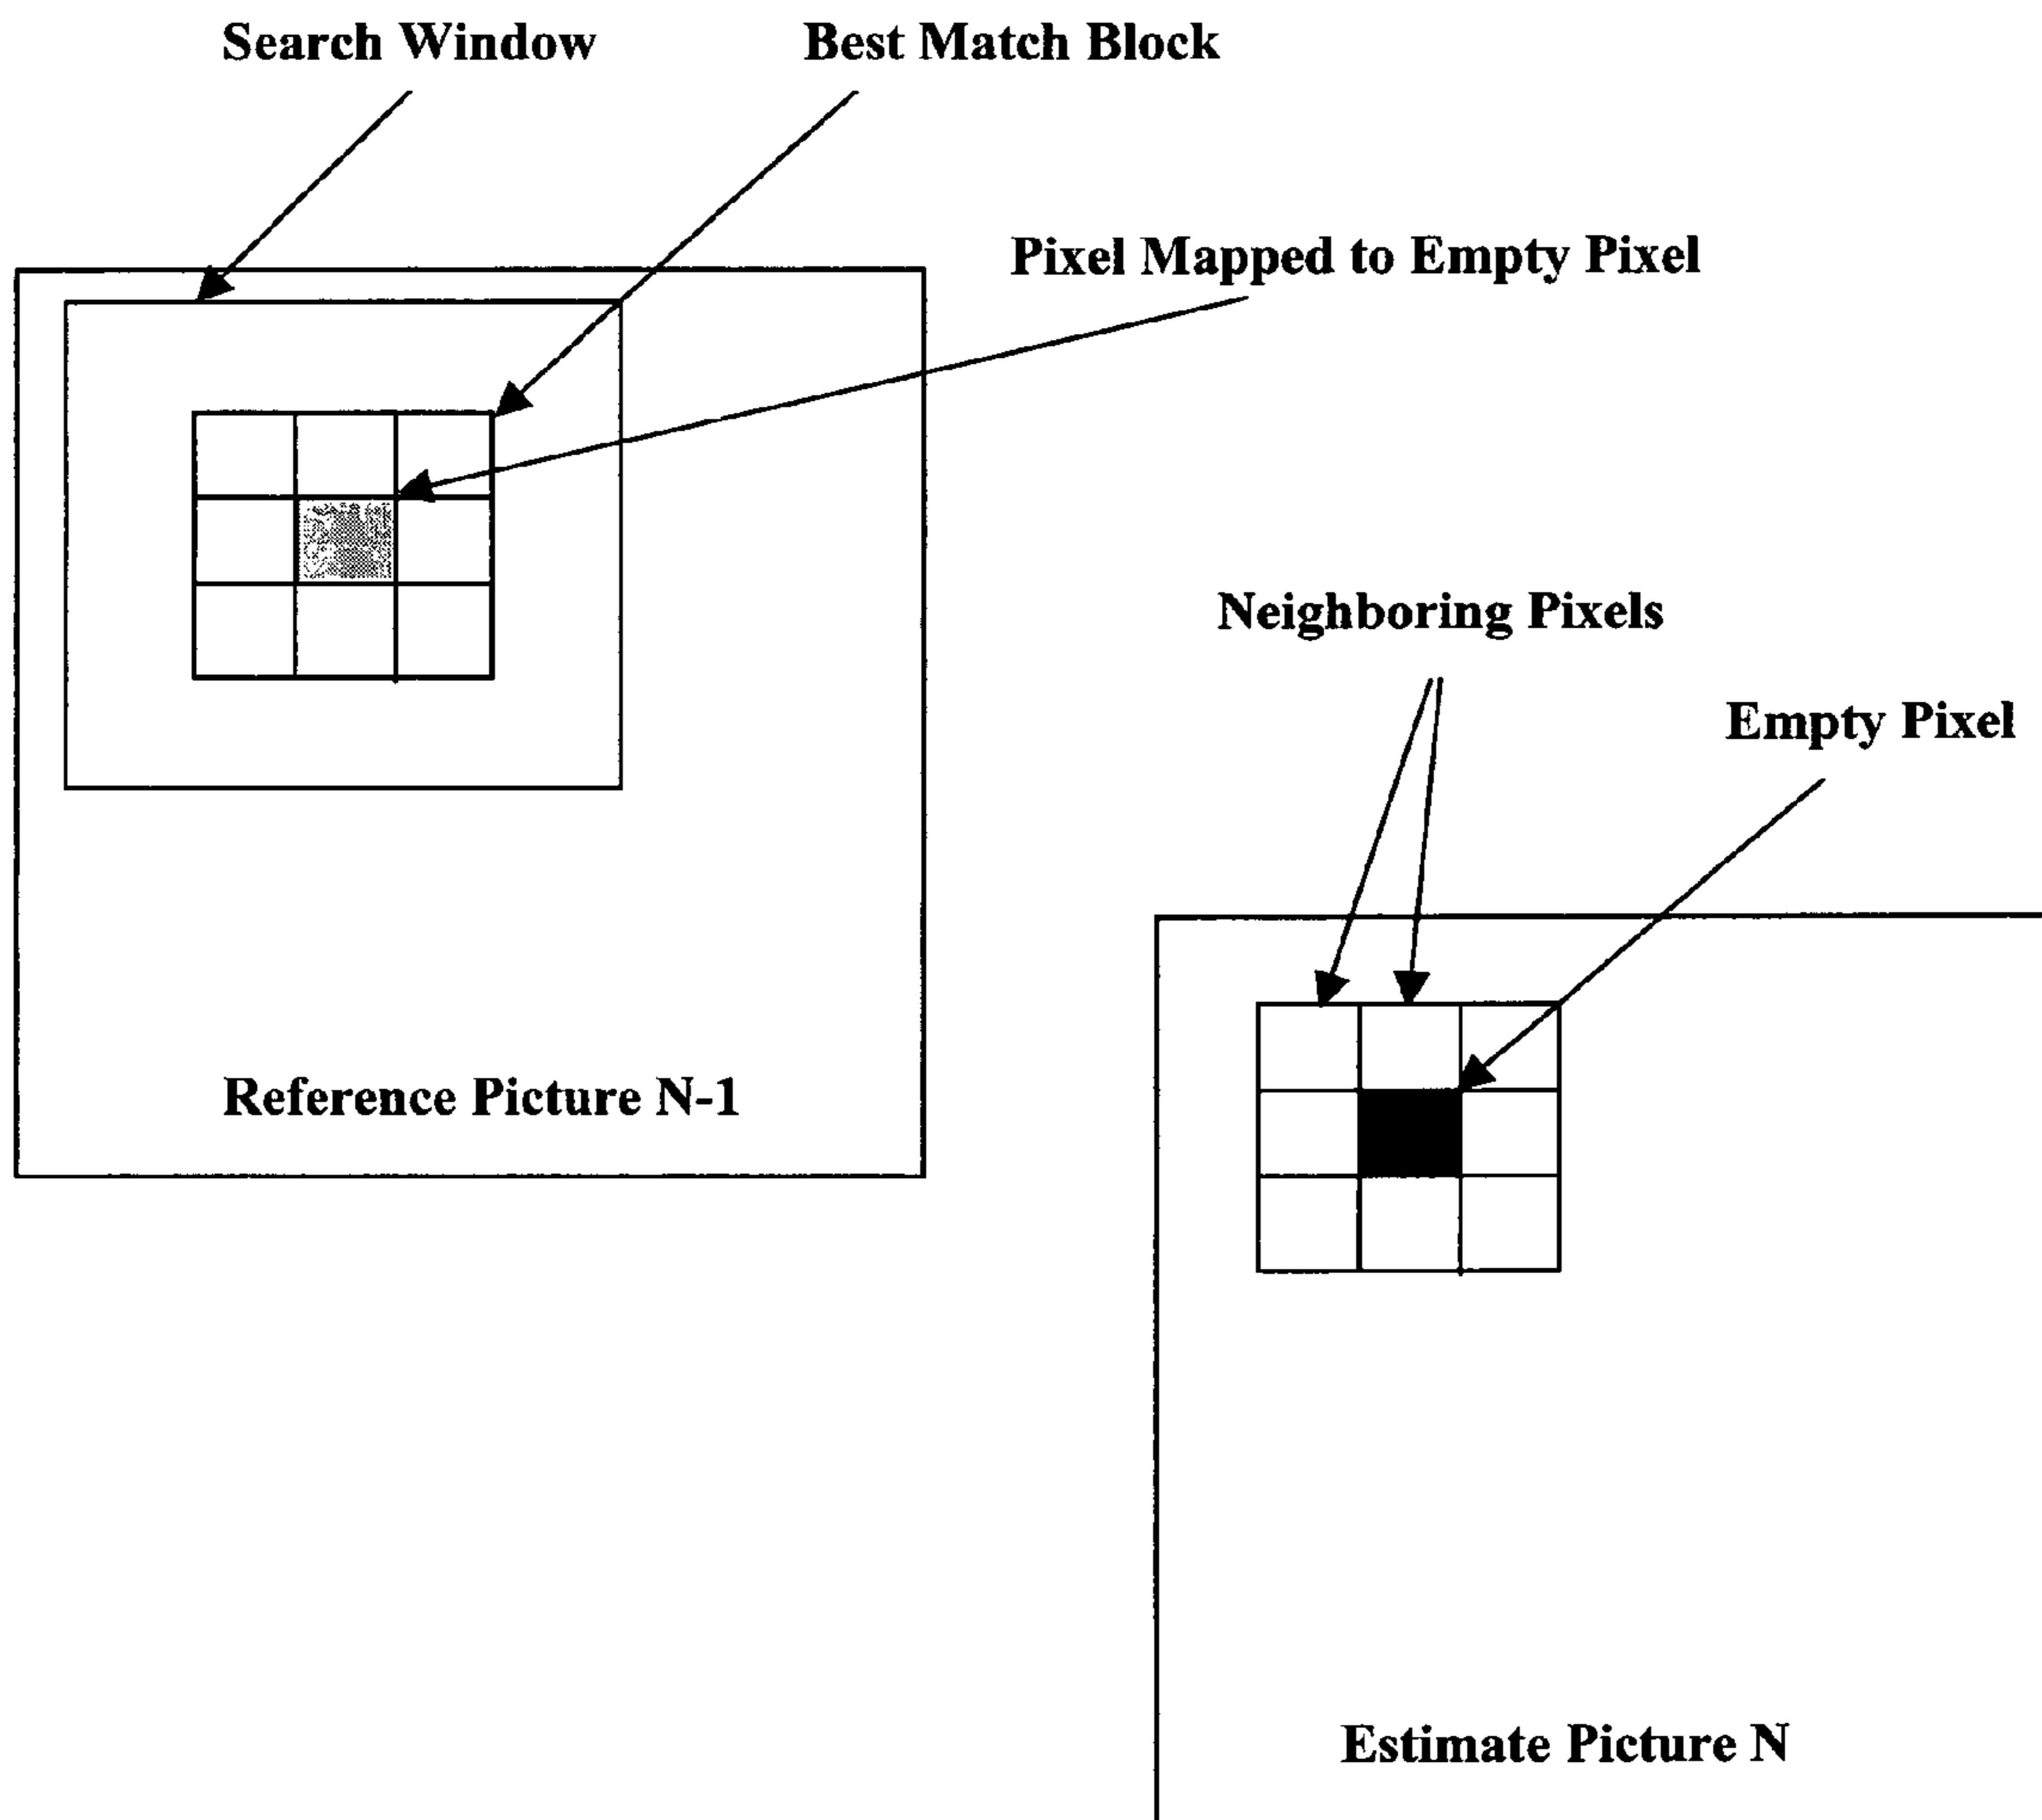 Search Window
Best Match Block
Pixel Mapped to Empty Pixel
Neighboring Pixels
Empty Pixel
Reference Picture N-1
Estimate Picture N